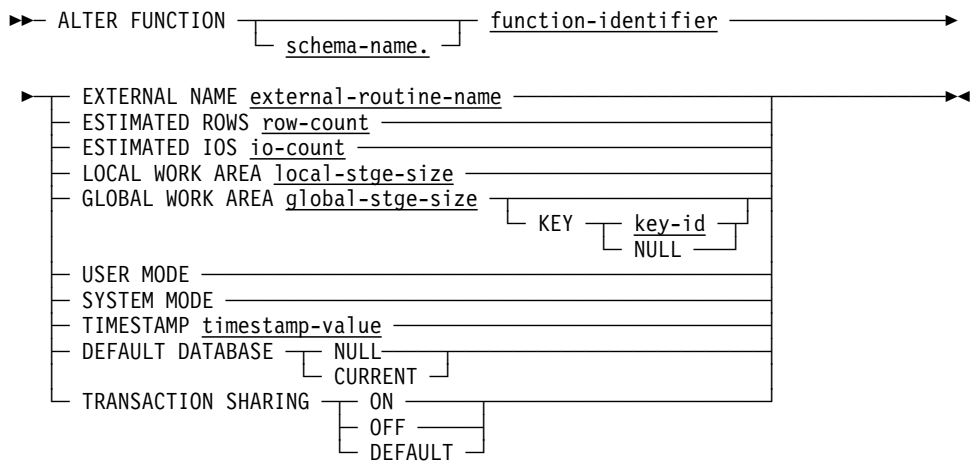 ALTER FUNCTION schema-name. function-identifier
EXTERNAL NAME external-routine-name
ESTIMATED ROWS row-count
ESTIMATED IOS io-count
LOCAL WORK AREA local-stge-size
GLOBAL WORK AREA global-stge-size
KEY key-id
NULL
USER MODE
SYSTEM MODE
TIMESTAMP timestamp-value
DEFAULT DATABASE NULL
CURRENT
TRANSACTION SHARING ON
OFF
DEFAULT